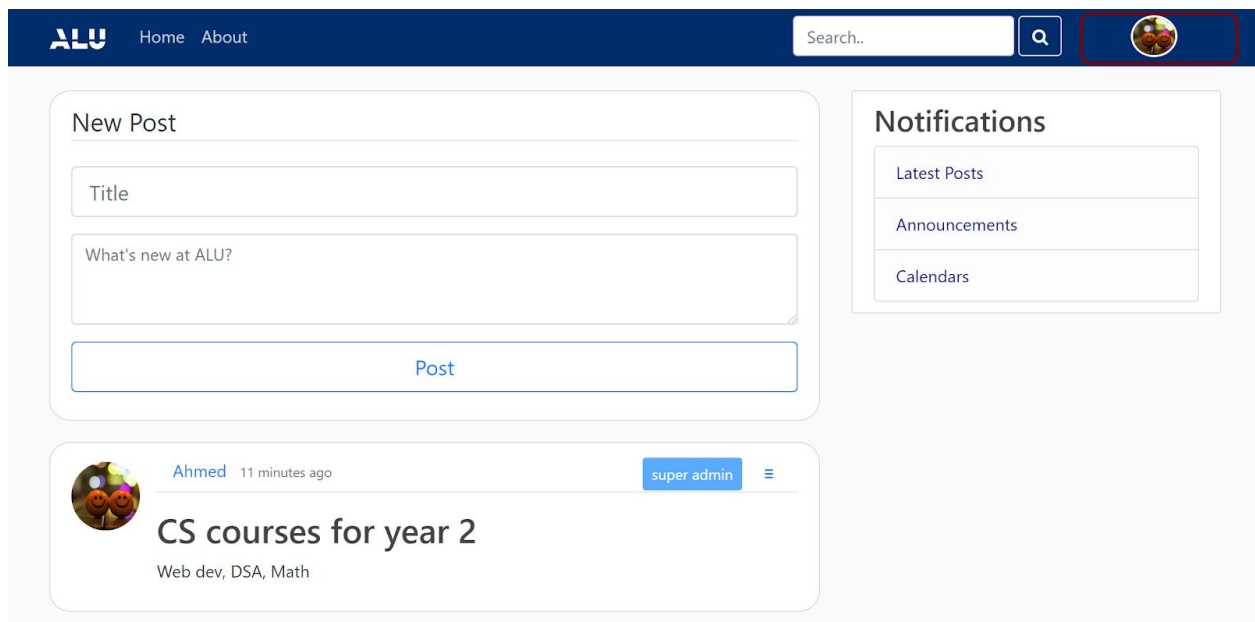 ALU Home About Search..
New Post
Title
What's new at ALU?
Post
Notifications
Latest Posts
Announcements
Calendars
Ahmed 11 minutes ago super admin
CS courses for year 2
Web dev, DSA, Math